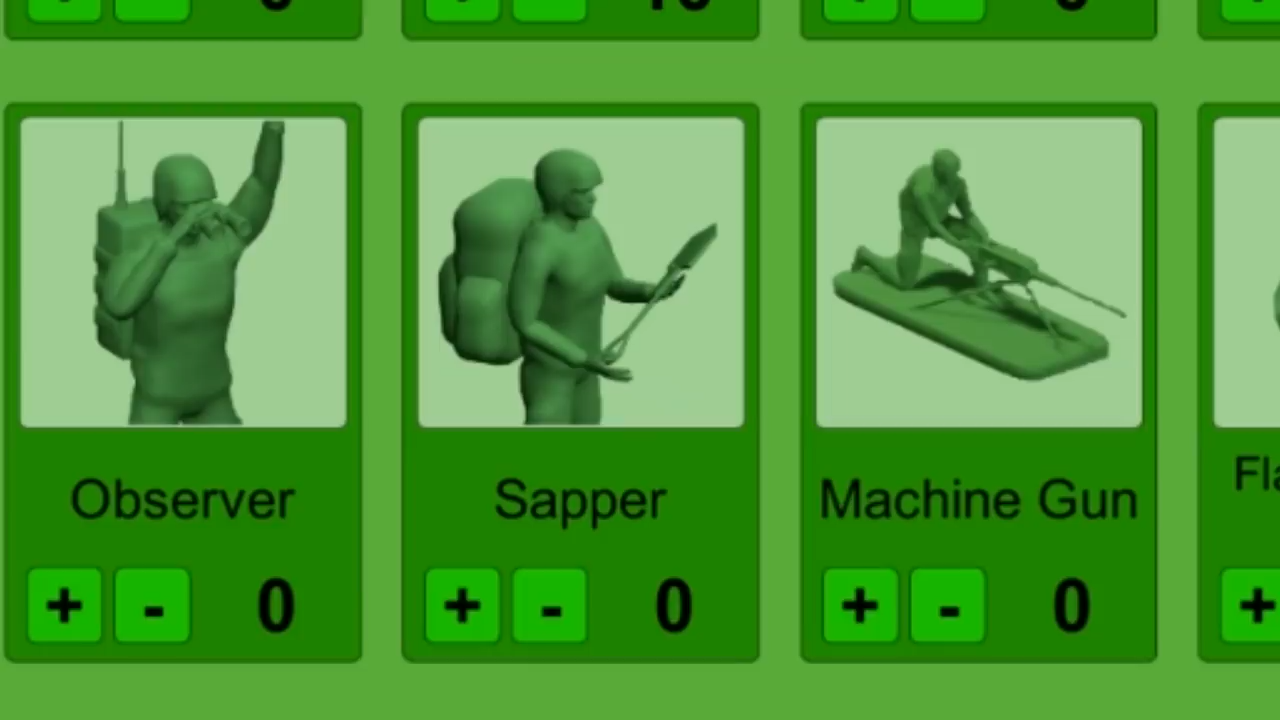 + -
+ -
+ -
Observer
Sapper
Machine Gun
+ - 0
+ - 0
+ - 0
+